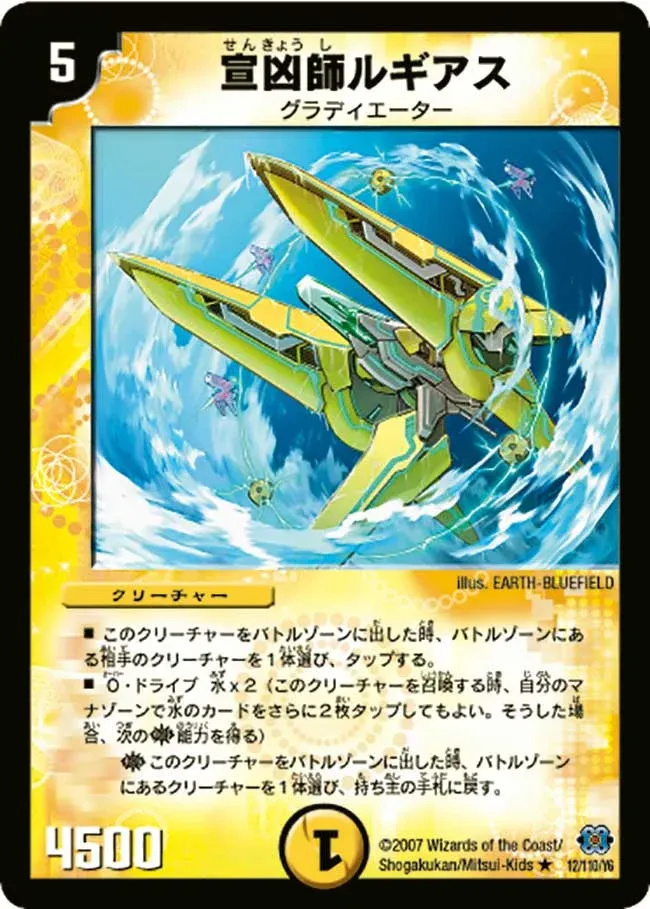 5
せんきょうし
宣凶師ルギアス
グラディエーター
illus. EARTH-BLUEFIELD
クリーチャー
■ このクリーチャーをバトルゾーンに出した時、バトルゾーンにあ
る相手のクリーチャーを1体選び、タップする。
■ O・ドライブ 水x2（このクリーチャーを召喚する時、自分のマ
ナゾーンで水のカードをさらに2枚タップしてもよい。そうした場
合、次の 能力を得る）
このクリーチャーをバトルゾーンに出した時、バトルゾーン
にあるクリーチャーを1体選び、持ち主の手札に戻す。
4500
1
©2007 Wizards of the Coast/
Shogakukan/Mitsui-Kids ★ 12/110/Y6